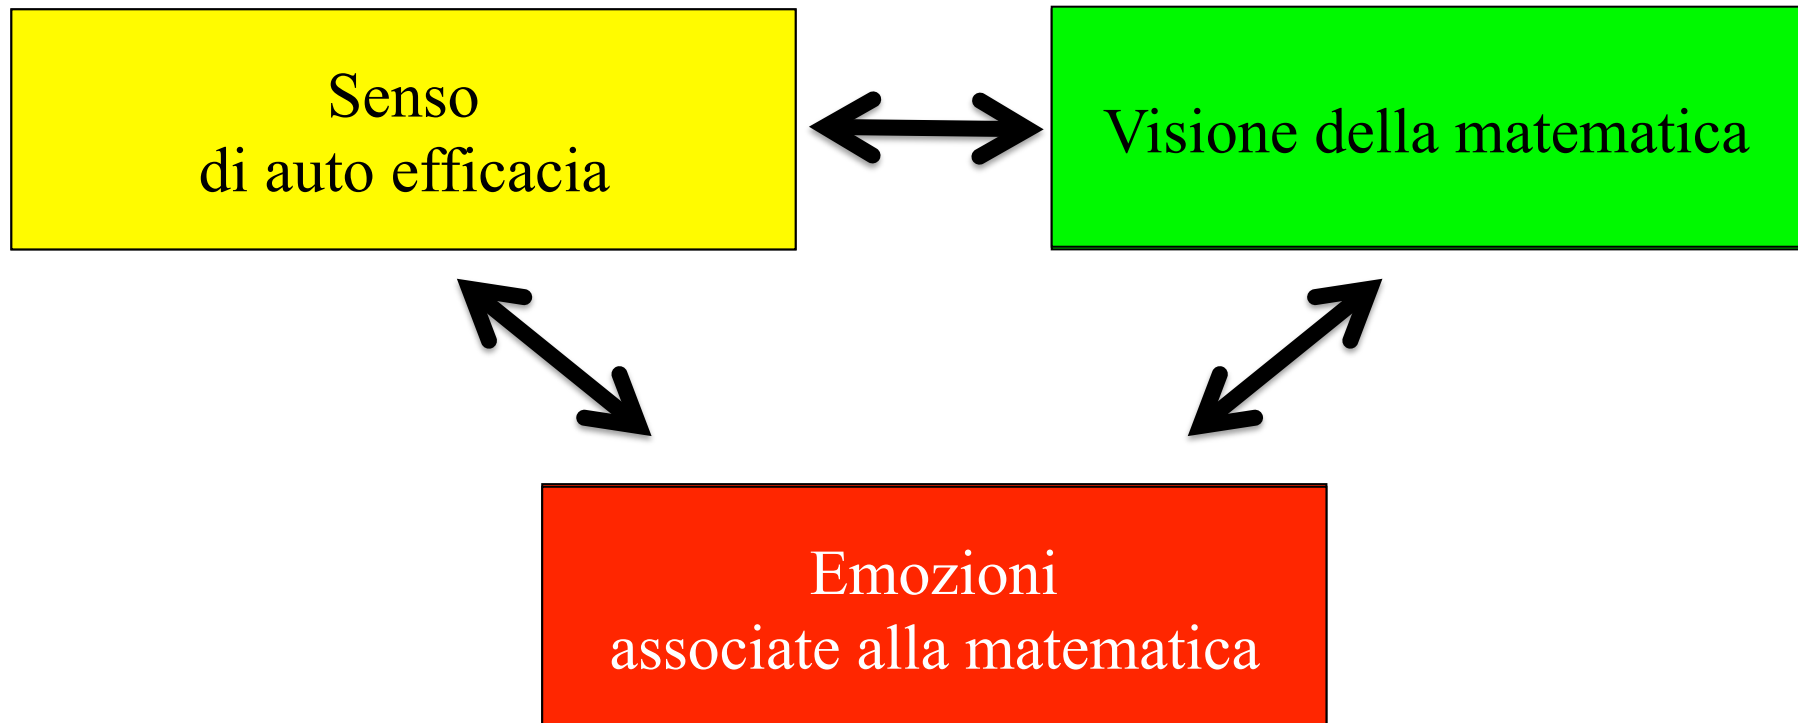 Senso
di auto efficacia
Visione della matematica
Emozioni
associate alla matematica